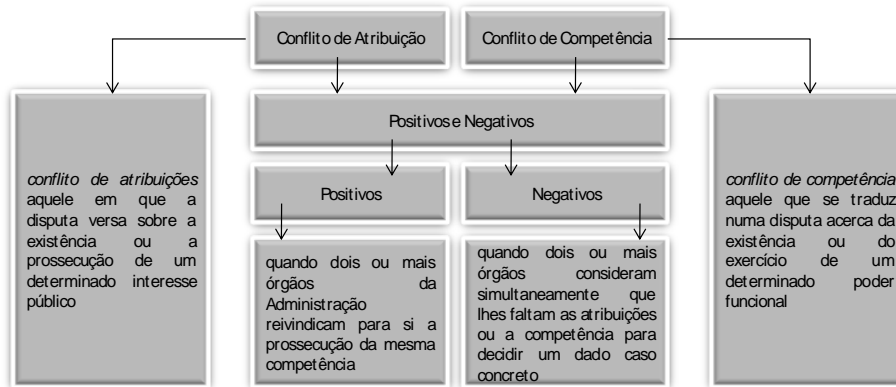 Conflito de Atribuição
Conflito de Competência
Positivos e Negativos
Positivos
Negativos
conflito de atribuições
aquele em que a
disputa versa sobre a
existência ou a
prossecução de um
determinado interesse
público
quando dois ou mais
órgãos da
Administração
reivindicam para si a
prossecução da mesma
competência
quando dois ou mais
órgãos consideram
simultaneamente que
lhes faltam as atribuições
ou a competência para
decidir um dado caso
concreto
conflito de competência
aquele que se traduz
numa disputa acerca da
existência ou do
exercício de um
determinado poder
funcional